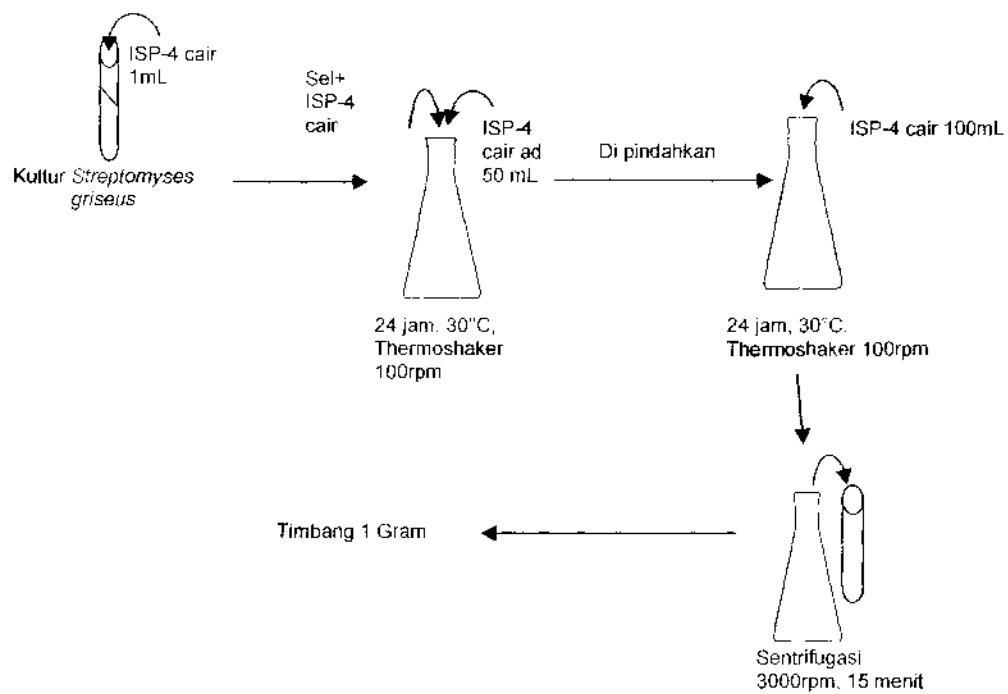 ISP-4 cair
1mL
Kultur Streptomyses
griseus
Sel+
ISP-4
cair
ISP-4
cair ad
50 mL
24 jam. 30°C,
Thermoshaker
100rpm
Di pindahkan
ISP-4 cair 100mL
24 jam, 30°C.
Thermoshaker 100rpm
Sentrifugasi
3000rpm, 15 menit
Timbang 1 Gram